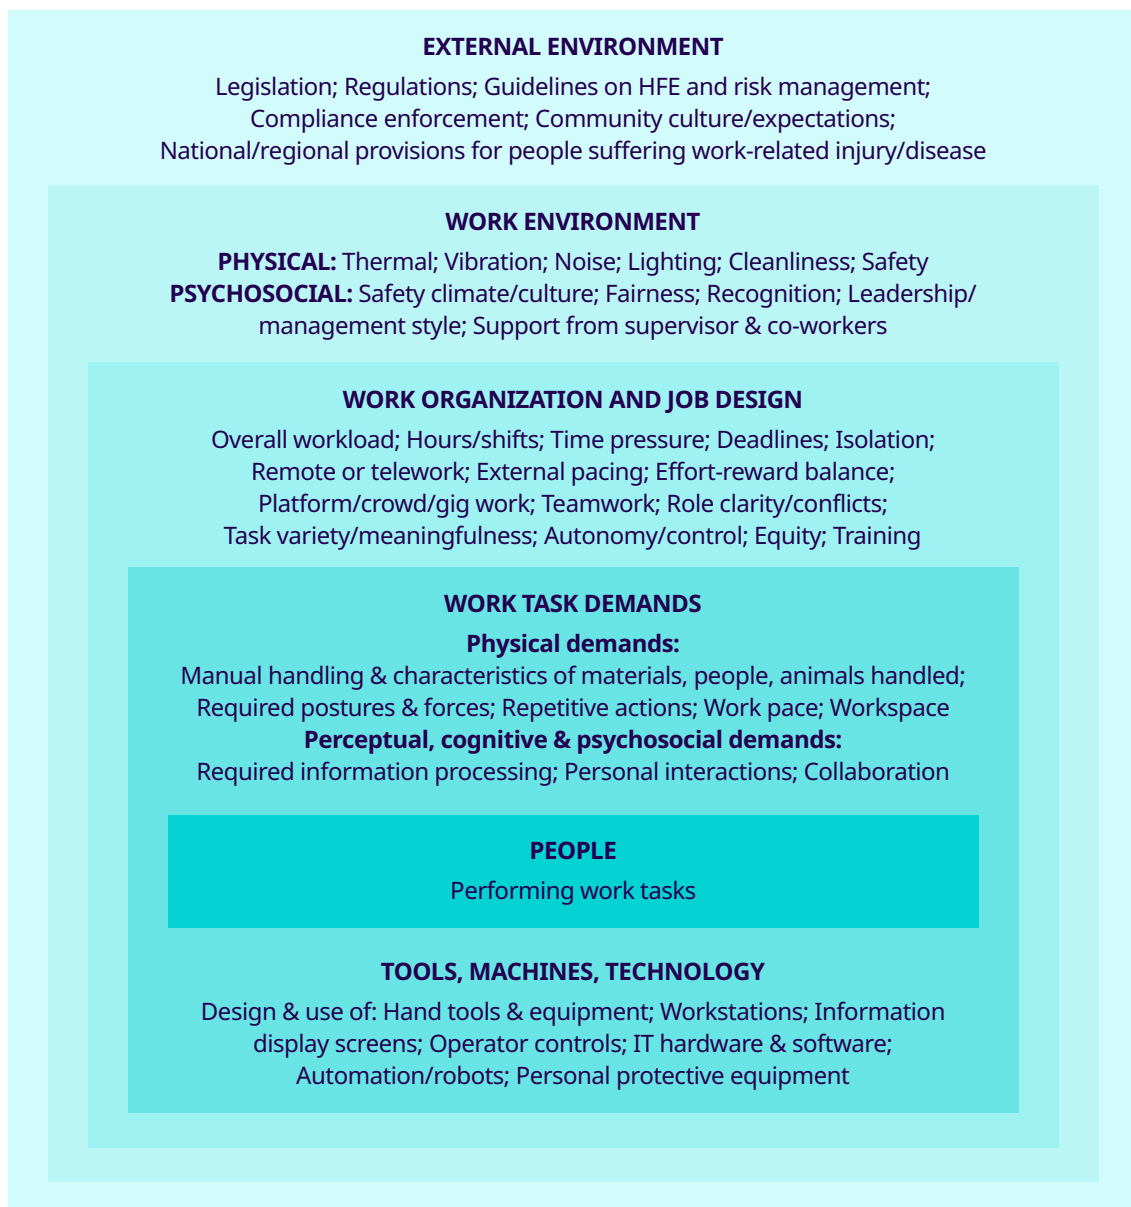 EXTERNAL ENVIRONMENT
Legislation; Regulations; Guidelines on HFE and risk management;
Compliance enforcement; Community culture/expectations;
National/regional provisions for people suffering work-related injury/disease
WORK ENVIRONMENT
PHYSICAL: Thermal; Vibration; Noise; Lighting; Cleanliness; Safety
PSYCHOSOCIAL: Safety climate/culture; Fairness; Recognition; Leadership/
management style; Support from supervisor & co-workers
WORK ORGANIZATION AND JOB DESIGN
Overall workload; Hours/shifts; Time pressure; Deadlines; Isolation;
Remote or telework; External pacing; Effort-reward balance;
Platform/crowd/gig work; Teamwork; Role clarity/conflicts;
Task variety/meaningfulness; Autonomy/control; Equity; Training
WORK TASK DEMANDS
Physical demands:
Manual handling & characteristics of materials, people, animals handled;
Required postures & forces; Repetitive actions; Work pace; Workspace
Perceptual, cognitive & psychosocial demands:
Required information processing; Personal interactions; Collaboration
PEOPLE
Performing work tasks
TOOLS, MACHINES, TECHNOLOGY
Design & use of: Hand tools & equipment; Workstations; Information
display screens; Operator controls; IT hardware & software;
Automation/robots; Personal protective equipment